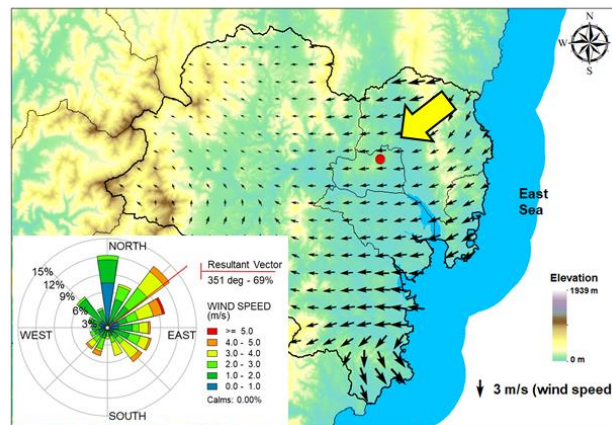 N
W
E
S
East
Sea
NORTH
Resultant Vector
351 deg - 69%
15%
12%
9%
6%
3%
WEST
EAST
WIND SPEED
(m/s)
>= 5.0
4.0 - 5.0
3.0 - 4.0
2.0 - 3.0
1.0 - 2.0
0.0 - 1.0
Calms: 0.00%
SOUTH
Elevation
1939 m
0 m
3 m/s (wind speed